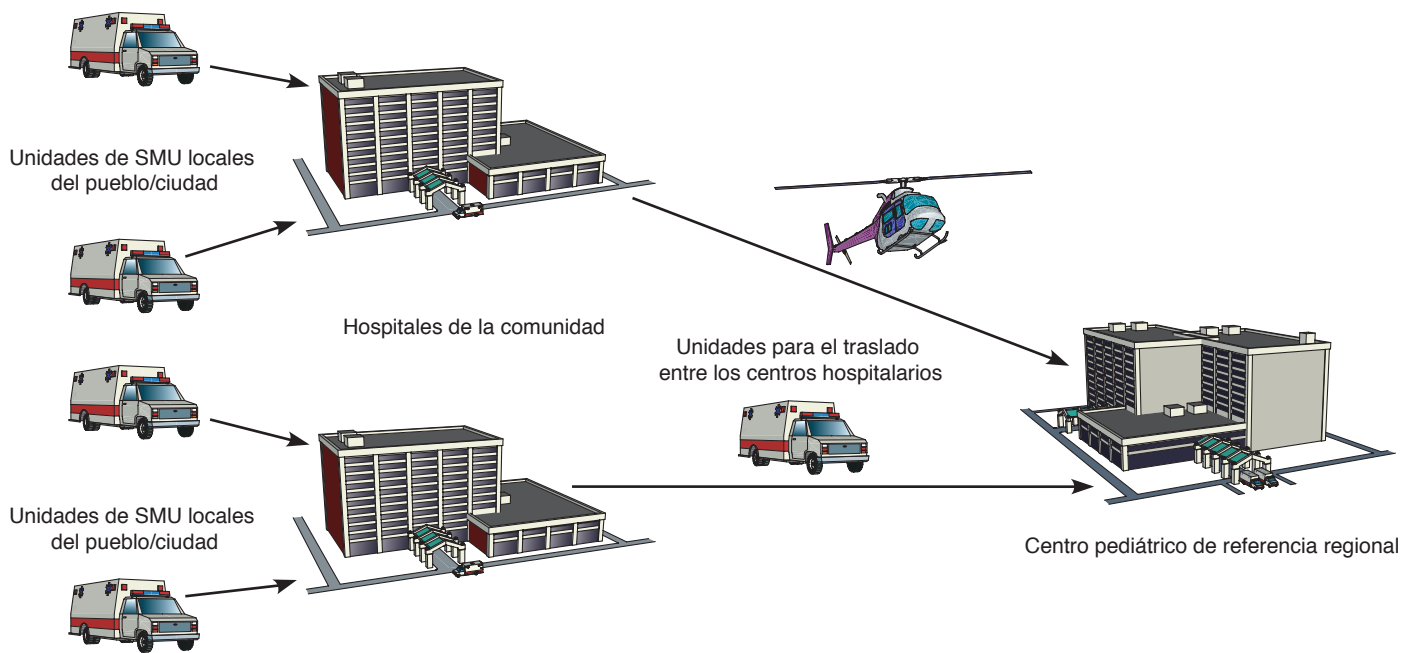 Unidades de SMU locales
del pueblo/ciudad
Hospitales de la comunidad
Unidades para el traslado
entre los centros hospitalarios
Unidades de SMU locales
del pueblo/ciudad
Centro pediátrico de referencia regional